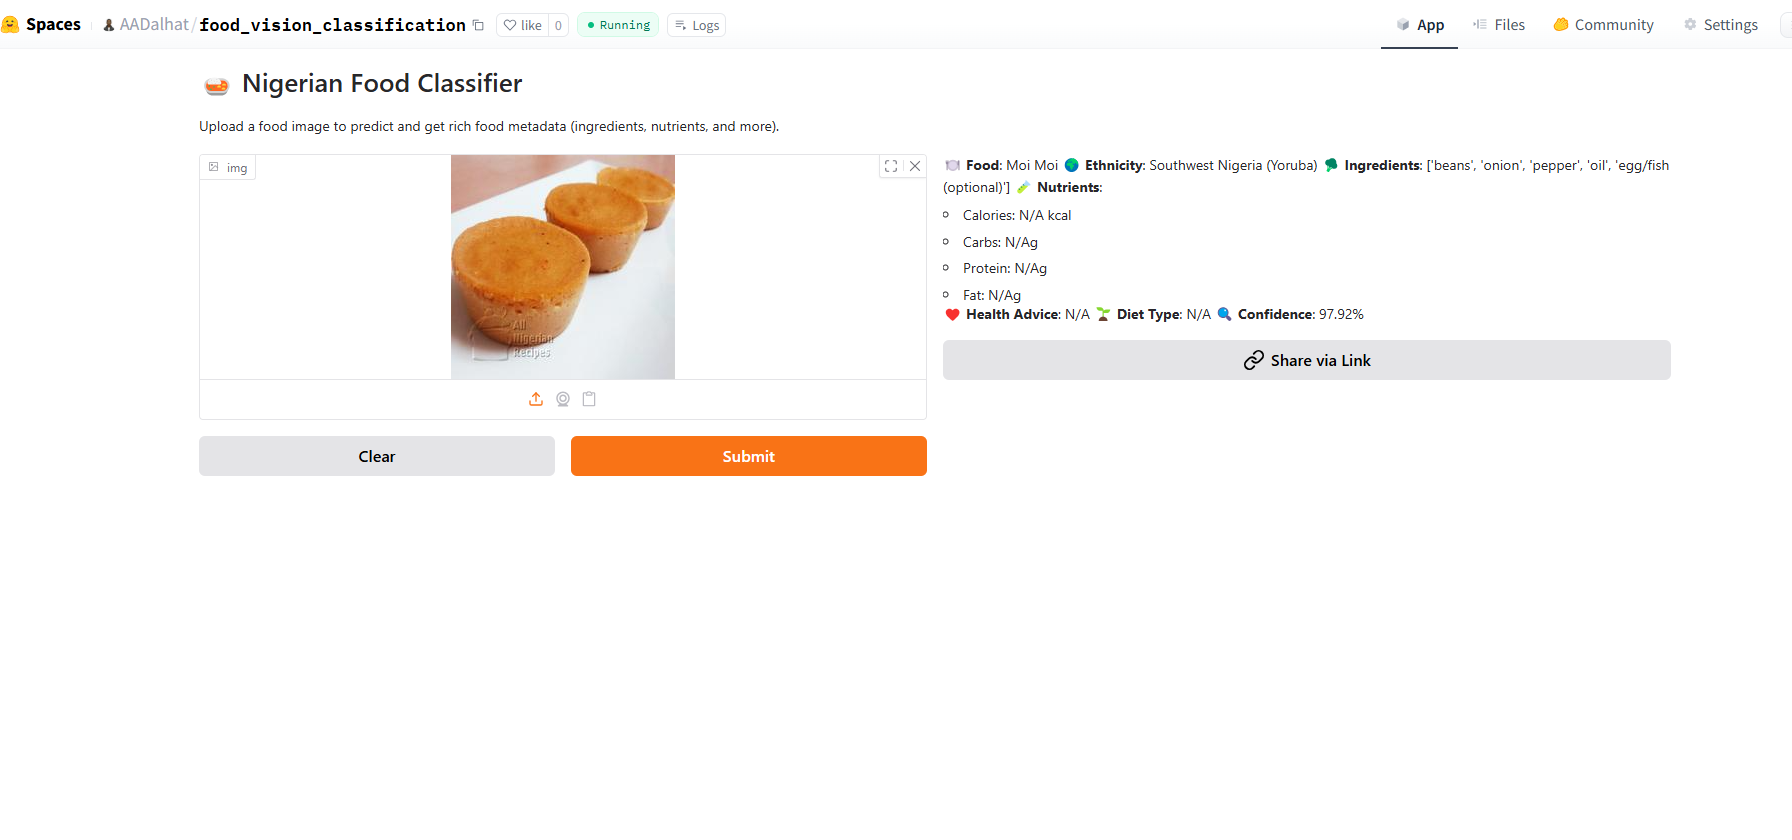 Spaces AADalhat/food_vision_classification like 0 Running Logs App Files Community Settings
Nigerian Food Classifier
Upload a food image to predict and get rich food metadata (ingredients, nutrients, and more).
img
All
Nigerian
Recipes
Clear Submit
Food: Moi Moi Ethnicity: Southwest Nigeria (Yoruba) Ingredients: ['beans', 'onion', 'pepper', 'oil', 'egg/fish
(optional)'] Nutrients:
Calories: N/A kcal
Carbs: N/Ag
Protein: N/Ag
Fat: N/Ag
Health Advice: N/A Diet Type: N/A Confidence: 97.92%
Share via Link